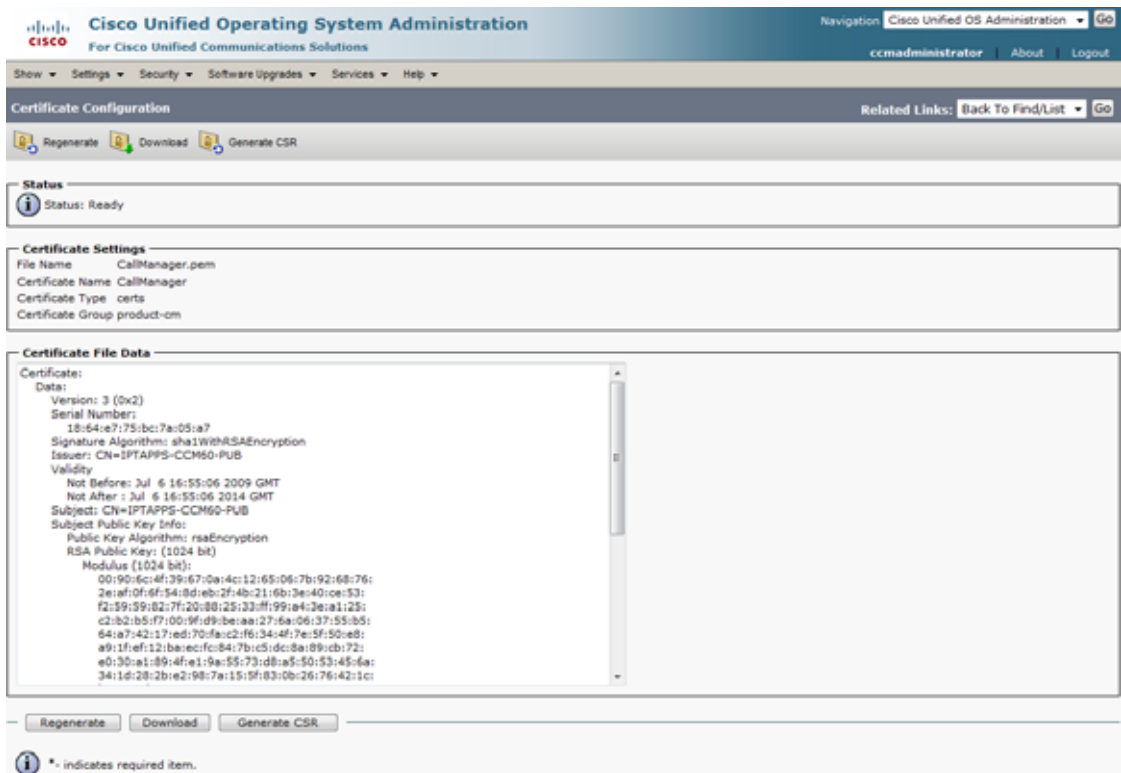 Cisco Unified Operating System Administration
Navigation Cisco Unified OS Administration Go
CISCO
For Cisco Unified Communications Solutions
ccmadministrator About Logout
Show Settings Security Software Upgrades Services Help
Certificate Configuration
Related Links: Back To Find/List Go
Regenerate Download Generate CSR
Status
Status: Ready
Certificate Settings
File Name CallManager.pem
Certificate Name CallManager
Certificate Type certs
Certificate Group product-cm
Certificate File Data
Certificate:
Data:
Version: 3 (0x2)
Serial Number:
18:64:e7:75:bc:7a:05:a7
Signature Algorithm: sha1WithRSAEncryption
Issuer: CN=IPTAPPS-CCM60-PUB
Validity
Not Before: Jul 6 16:55:06 2009 GMT
Not After : Jul 6 16:55:06 2014 GMT
Subject: CN=IPTAPPS-CCM60-PUB
Subject Public Key Info:
Public Key Algorithm: rsaEncryption
RSA Public Key: (1024 bit)
Modulus (1024 bit):
00:90:6c:4f:39:67:0a:4c:12:65:06:7b:92:68:76:
2e:af:0f:6f:54:8d:eb:2f:4b:21:6b:3e:40:ce:53:
f2:59:59:82:7f:20:88:25:33:ff:99:a4:3e:a1:25:
c2:b2:b5:f7:00:9f:d9:be:aa:27:6a:06:37:55:b5:
64:a7:42:17:ed:70:fa:c2:f6:34:4f:7e:5f:50:e8:
a9:1f:ef:12:ba:ec:fc:84:7b:c5:dc:8a:89:cb:72:
e0:30:a1:89:4f:e1:9a:55:73:d8:a5:50:53:45:6a:
34:1d:28:2b:e2:98:7a:15:5f:83:0b:26:76:42:1c:
Regenerate Download Generate CSR
*- indicates required item.